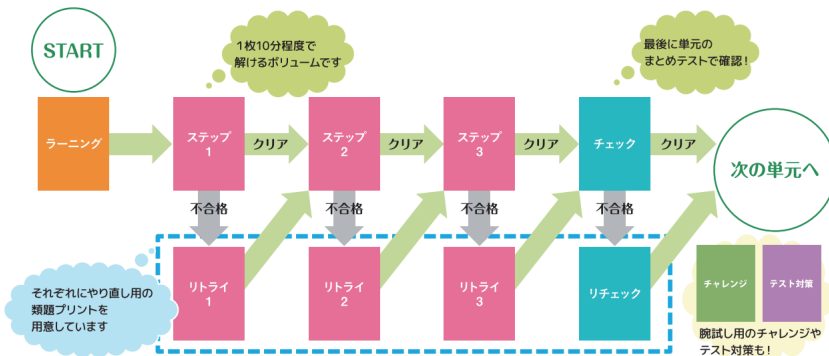 START
1枚10分程度で
解けるボリュームです
最後に単元の
まとめテストで確認!
ラーニング
ステップ
1
クリア
ステップ
2
クリア
ステップ
3
クリア
チェック
クリア
次の単元へ
不合格
不合格
不合格
不合格
リトライ
1
リトライ
2
リトライ
3
リチェック
それぞれにやり直し用の
類題プリントを
用意しています
チャレンジ
テスト対策
腕試し用のチャレンジや
テスト対策も!